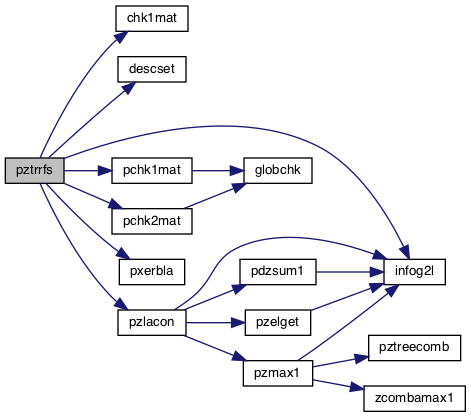 chk1mat
descset
pztrrfs
pchk1mat
globchk
pchk2mat
pxerbla
pdzsum1
infog2l
pzlacon
pzelget
pztreecomb
pzmax1
zcombamax1